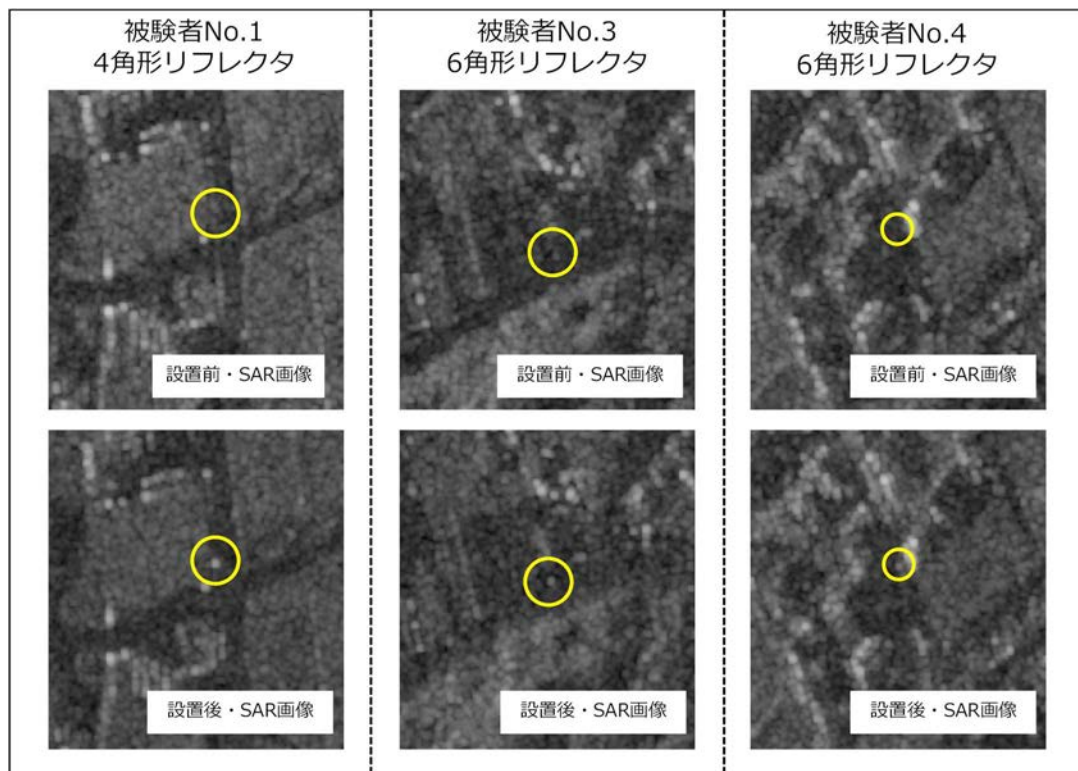 被験者No.1
4角形リフレクタ
被験者No.3
6角形リフレクタ
被験者No.4
6角形リフレクタ
設置前・SAR画像
設置前・SAR画像
設置前・SAR画像
設置後・SAR画像
設置後・SAR画像
設置後・SAR画像